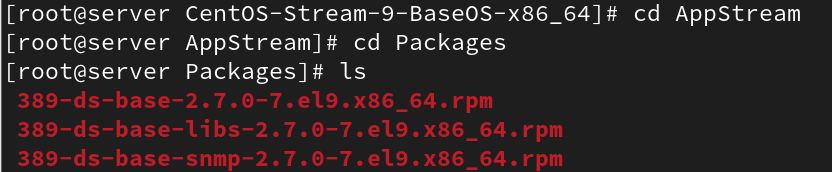 [root@server CentOS-Stream-9-BaseOS-x86_64]# cd AppStream
[root@server AppStream]# cd Packages
[root@server Packages]# ls
389-ds-base-2.7.0-7.el9.x86_64.rpm
389-ds-base-libs-2.7.0-7.el9.x86_64.rpm
389-ds-base-snmp-2.7.0-7.el9.x86_64.rpm